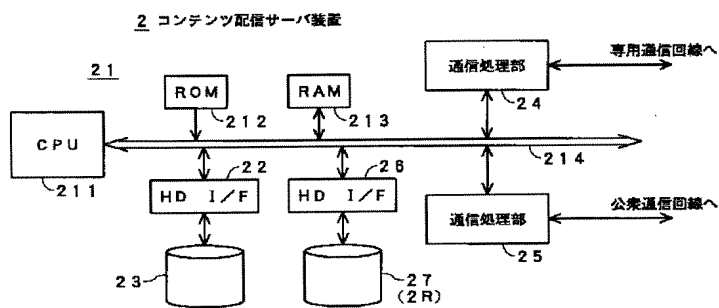 2 コンテンツ配信サーバ装置
専用通信回線へ
21
ROM
RAM
通信処理部
212
213
24
CPU
214
211
22
26
HD I/F
HD I/F
通信処理部
公衆通信回線へ
25
23
27
(2R)